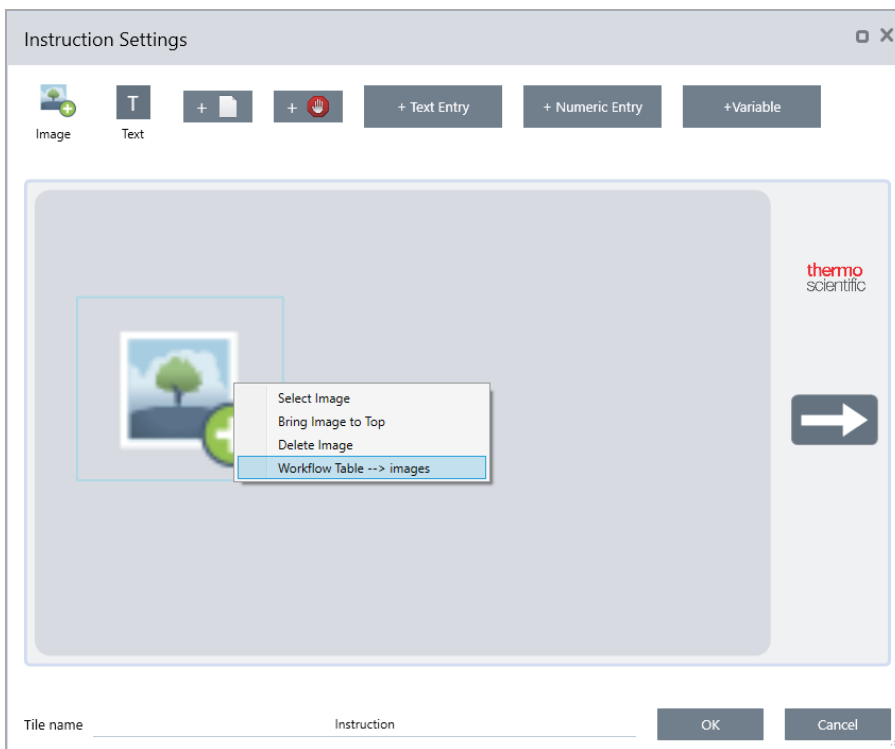 Instruction Settings
T
+
+
+ Text Entry
+ Numeric Entry
+Variable
Image
Text
thermo
scientific
Select Image
Bring Image to Top
Delete Image
Workflow Table --> images
Tile name
Instruction
OK
Cancel